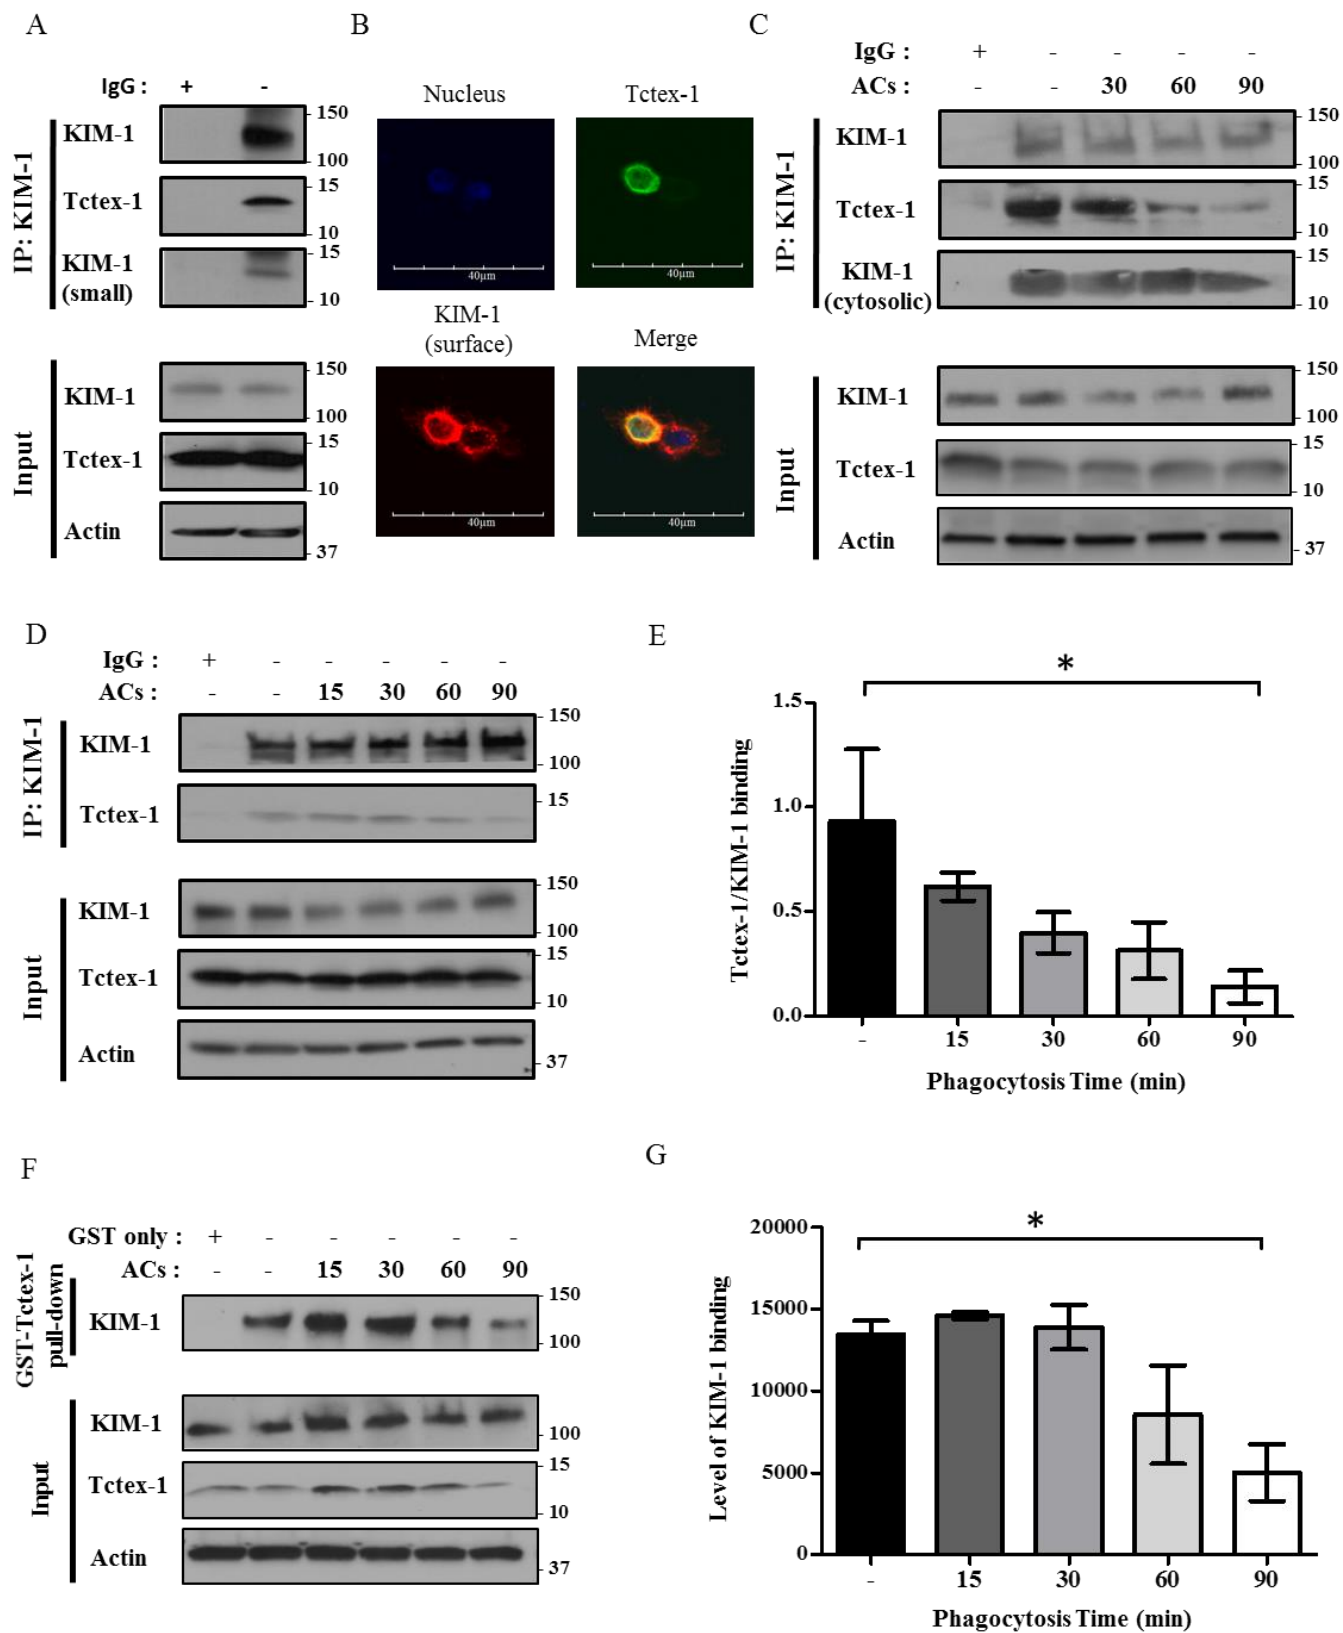 A
IgG : + -
IP: KIM-1
KIM-1
150
100
Tctex-1
15
10
KIM-1
(small)
15
10
Input
KIM-1
150
100
Tctex-1
15
10
Actin
37
B
Nucleus
Tctex-1
40µm
40µm
KIM-1
(surface)
Merge
40µm
40µm
C
IgG : + - - - -
ACs : - - 30 60 90
IP: KIM-1
KIM-1
150
100
Tctex-1
15
10
KIM-1
(cytosolic)
15
10
Input
KIM-1
150
100
Tctex-1
15
10
Actin
37
D
IgG : + - - - - -
ACs : - - 15 30 60 90
IP: KIM-1
KIM-1
150
100
Tctex-1
15
Input
KIM-1
150
100
Tctex-1
15
10
Actin
37
E
*
Tctex-1/KIM-1 binding
1.5
1.0
0.5
0.0
- 15 30 60 90
Phagocytosis Time (min)
F
GST only : + - - - - -
ACs : - - 15 30 60 90
GST-Tctex-1
pull-down
KIM-1
150
100
Input
KIM-1
100
Tctex-1
15
10
Actin
37
G
*
Level of KIM-1 binding
20000
15000
10000
5000
0
- 15 30 60 90
Phagocytosis Time (min)